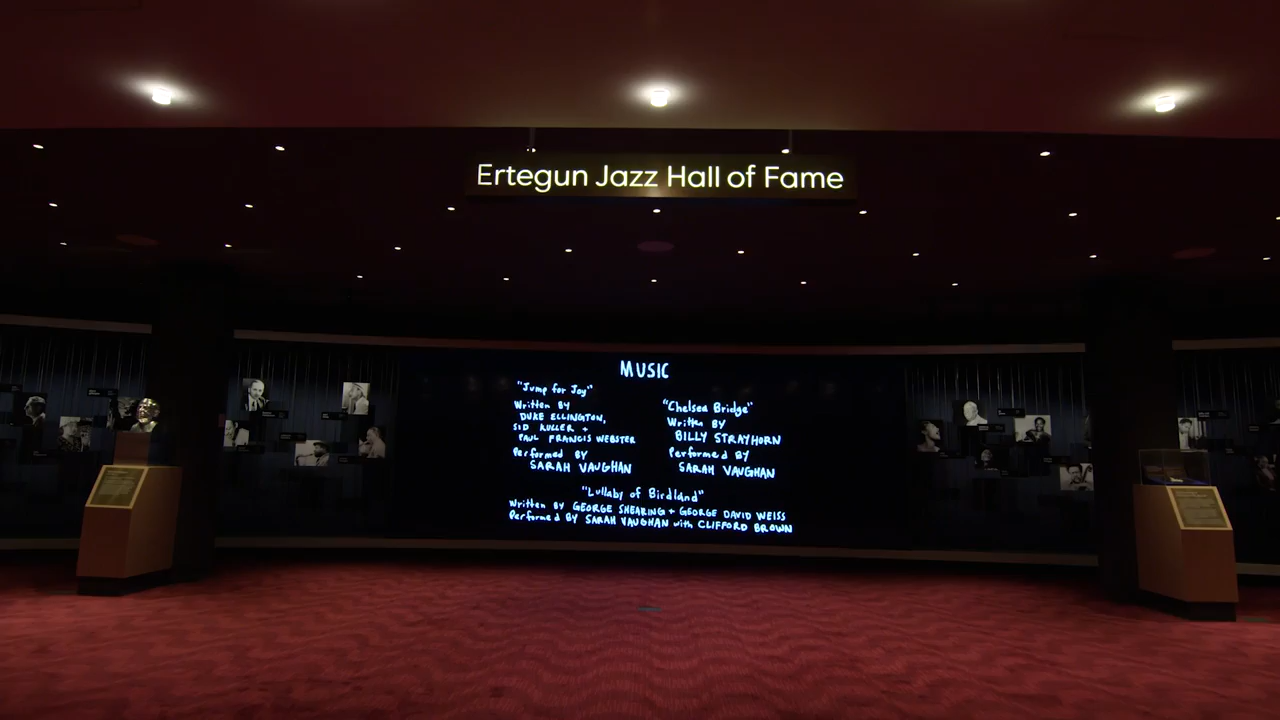 Ertegun Jazz Hall of Fame
MUSIC
"Jump for Joy"
Written BY
DUKE ELLINGTON,
SID KULLER +
PAUL FRANCIS WEBSTER
Performed BY
SARAH VAUGHAN
"Chelsea Bridge"
Written BY
BILLY STRAYHORN
Performed BY
SARAH VAUGHAN
"Lullaby of Birdland"
Written BY GEORGE SHEARING + GEORGE DAVID WEISS
Performed BY SARAH VAUGHAN with CLIFFORD BROWN